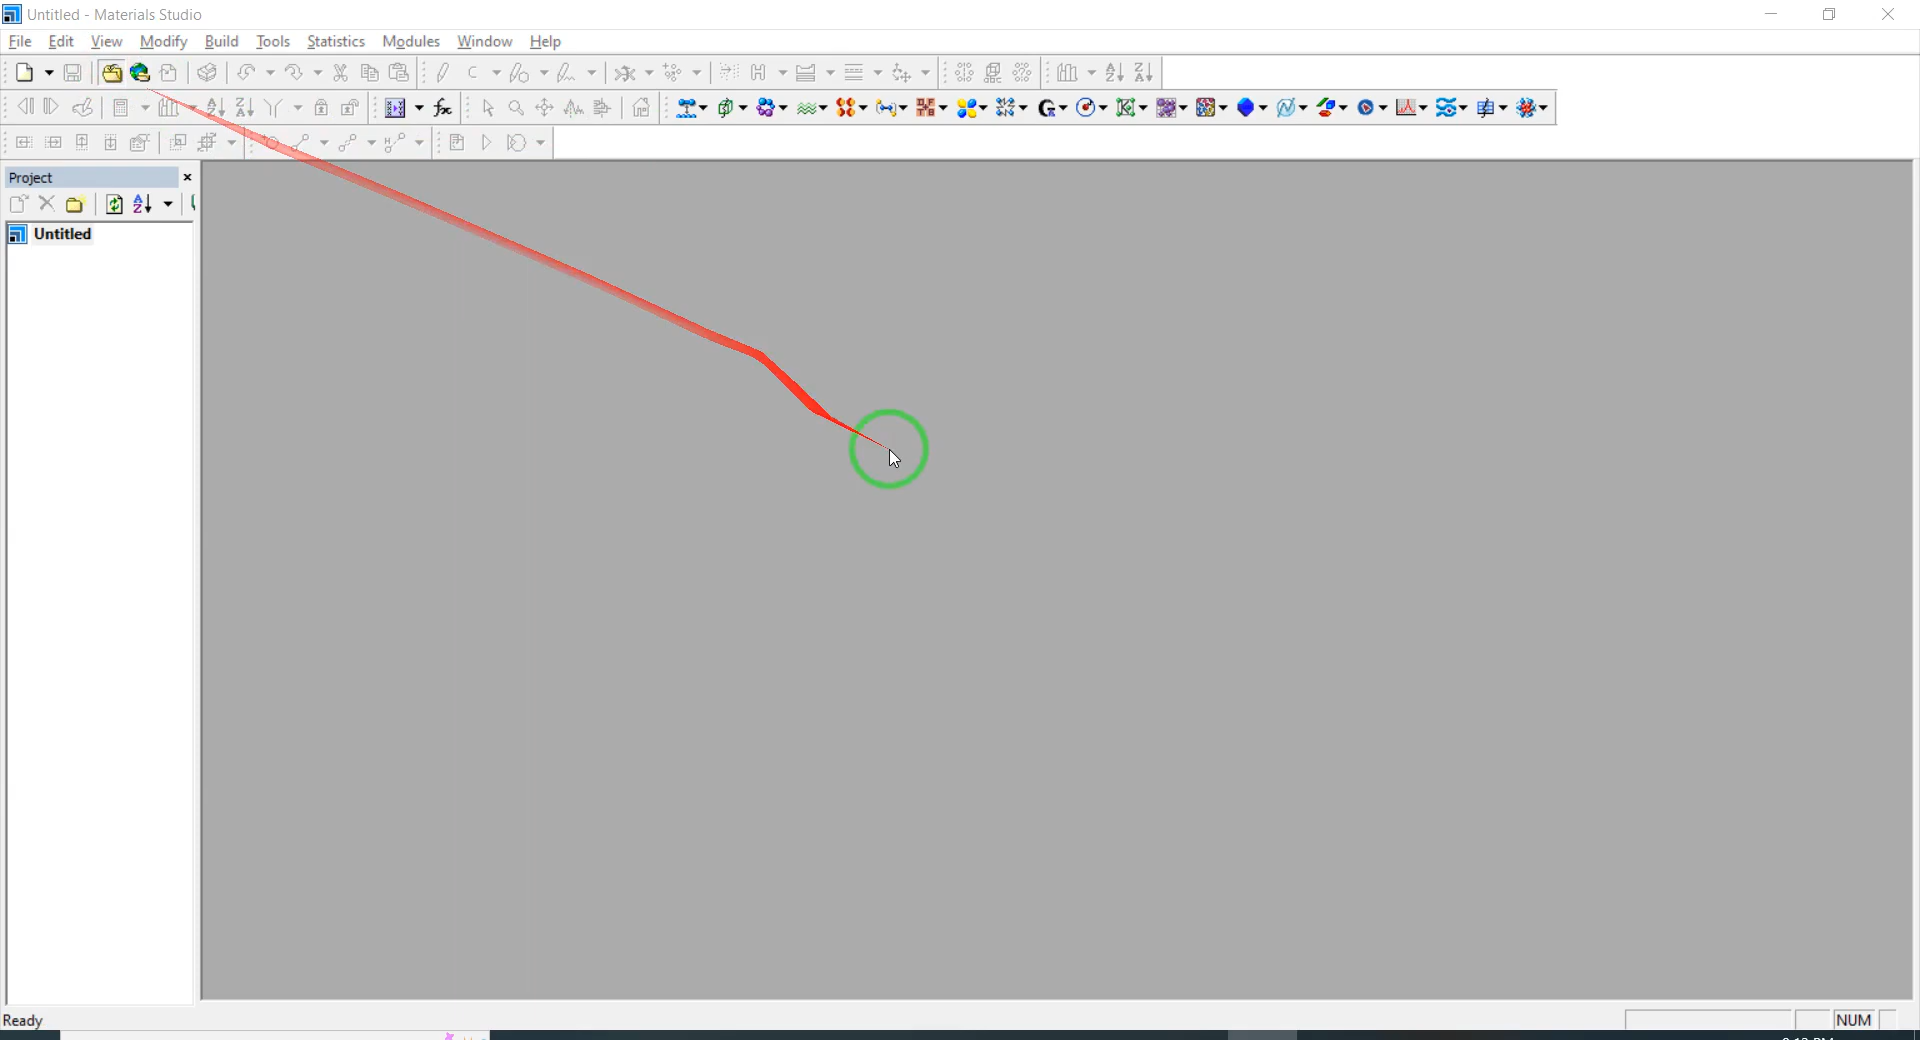 Untitled - Materials Studio
File Edit View Modify Build Tools Statistics Modules Window Help
Project
Untitled
Ready
NUM